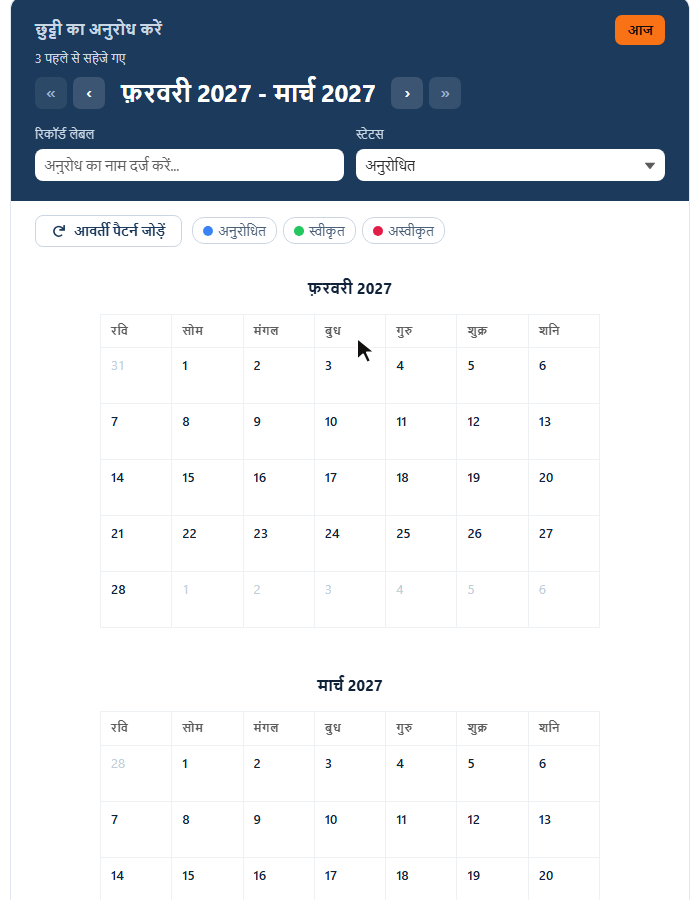 छुट्टी का अनुरोध करें
आज
3 पहले से सहेजे गए
« ‹ फ़रवरी 2027 - मार्च 2027 › »
रिकॉर्ड लेबल स्टेटस
अनुरोध का नाम दर्ज करें... अनुरोधित
आवर्ती पैटर्न जोड़ें अनुरोधित स्वीकृत अस्वीकृत
फ़रवरी 2027
रवि सोम मंगल बुध गुरु शुक्र शनि
31 1 2 3 4 5 6
7 8 9 10 11 12 13
14 15 16 17 18 19 20
21 22 23 24 25 26 27
28 1 2 3 4 5 6
मार्च 2027
रवि सोम मंगल बुध गुरु शुक्र शनि
28 1 2 3 4 5 6
7 8 9 10 11 12 13
14 15 16 17 18 19 20